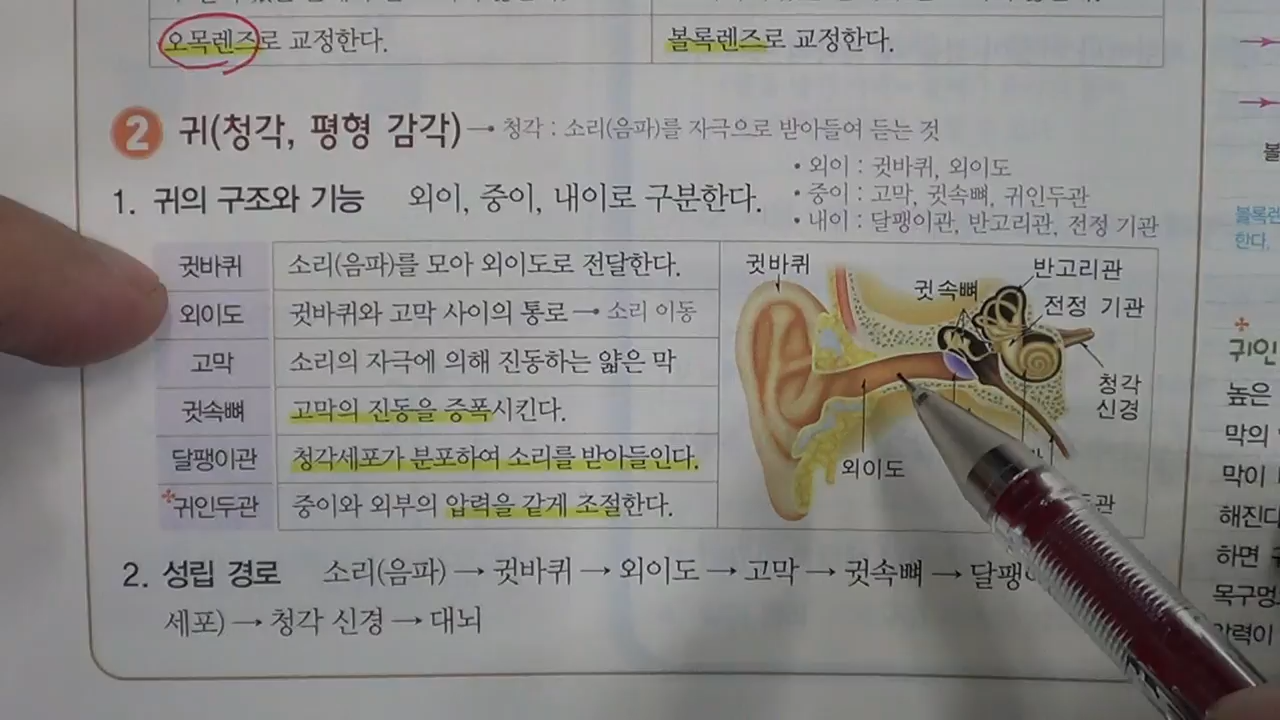 오목렌즈로 교정한다.
볼록렌즈로 교정한다.
2 귀(청각, 평형 감각) → 청각 : 소리(음파)를 자극으로 받아들여 듣는 것
• 외이 : 귓바퀴, 외이도
1. 귀의 구조와 기능 외이, 중이, 내이로 구분한다.
• 중이 : 고막, 귓속뼈, 귀인두관
• 내이 : 달팽이관, 반고리관, 전정 기관
귓바퀴 소리(음파)를 모아 외이도로 전달한다.
외이도 귓바퀴와 고막 사이의 통로 → 소리 이동
고막 소리의 자극에 의해 진동하는 얇은 막
귓속뼈 고막의 진동을 증폭시킨다.
달팽이관 청각세포가 분포하여 소리를 받아들인다.
*귀인두관 중이와 외부의 압력을 같게 조절한다.
귓바퀴
반고리관
귓속뼈
전정 기관
청각
신경
외이도
관
2. 성립 경로 소리(음파) → 귓바퀴 → 외이도 → 고막 → 귓속뼈 → 달팽
세포) → 청각 신경 → 대뇌
볼록렌
한다.
귀인
높은
막의
막이
해진다
하면
목구멍
압력이